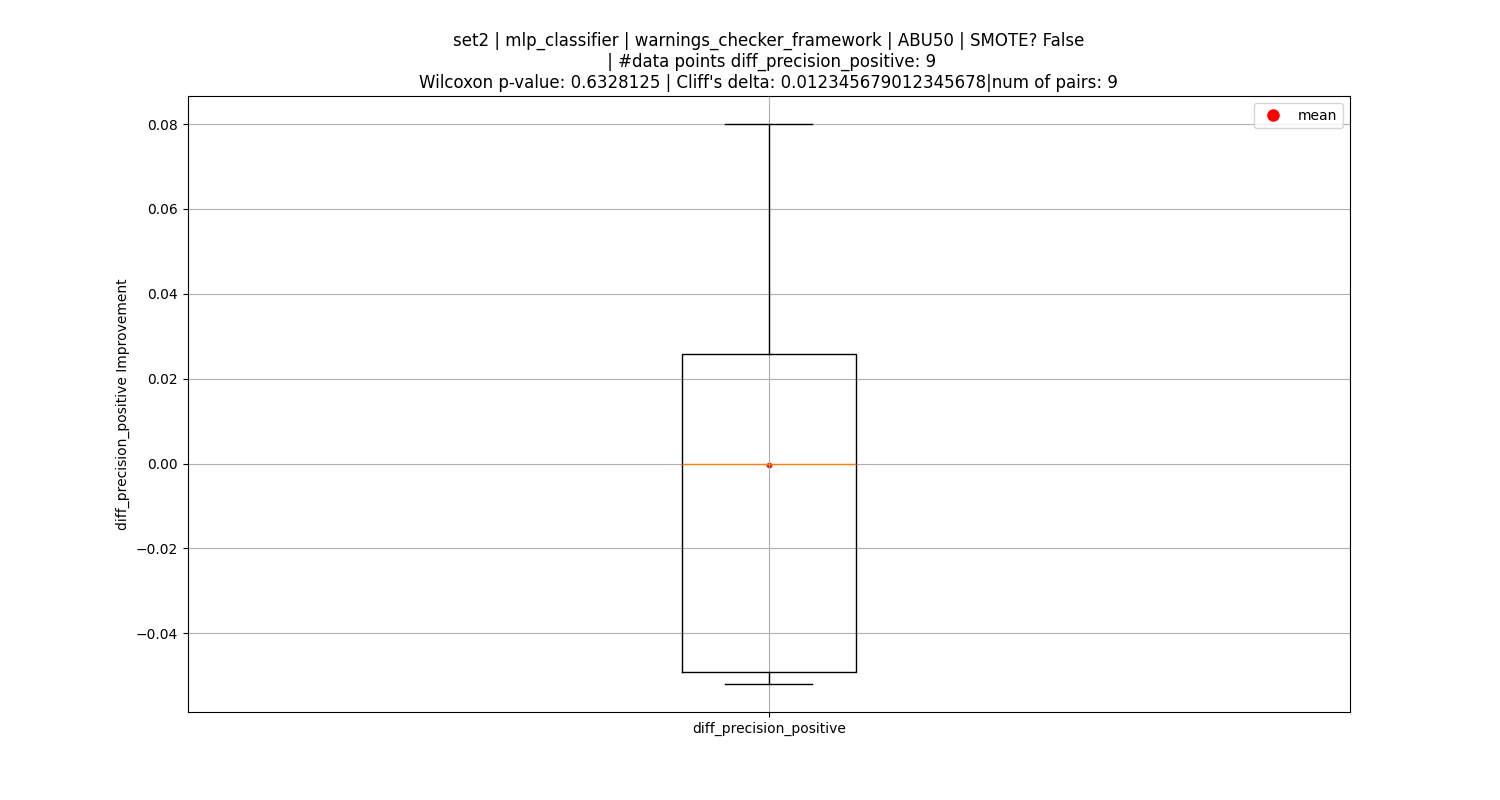 set2 | mlp_classifier | warnings_checker_framework | ABU50 | SMOTE? False
| #data points diff_precision_positive: 9
Wilcoxon p-value: 0.6328125 | Cliff's delta: 0.012345679012345678|num of pairs: 9
mean
0.08
0.06
0.04
0.02
0.00
−0.02
−0.04
diff_precision_positive Improvement
diff_precision_positive